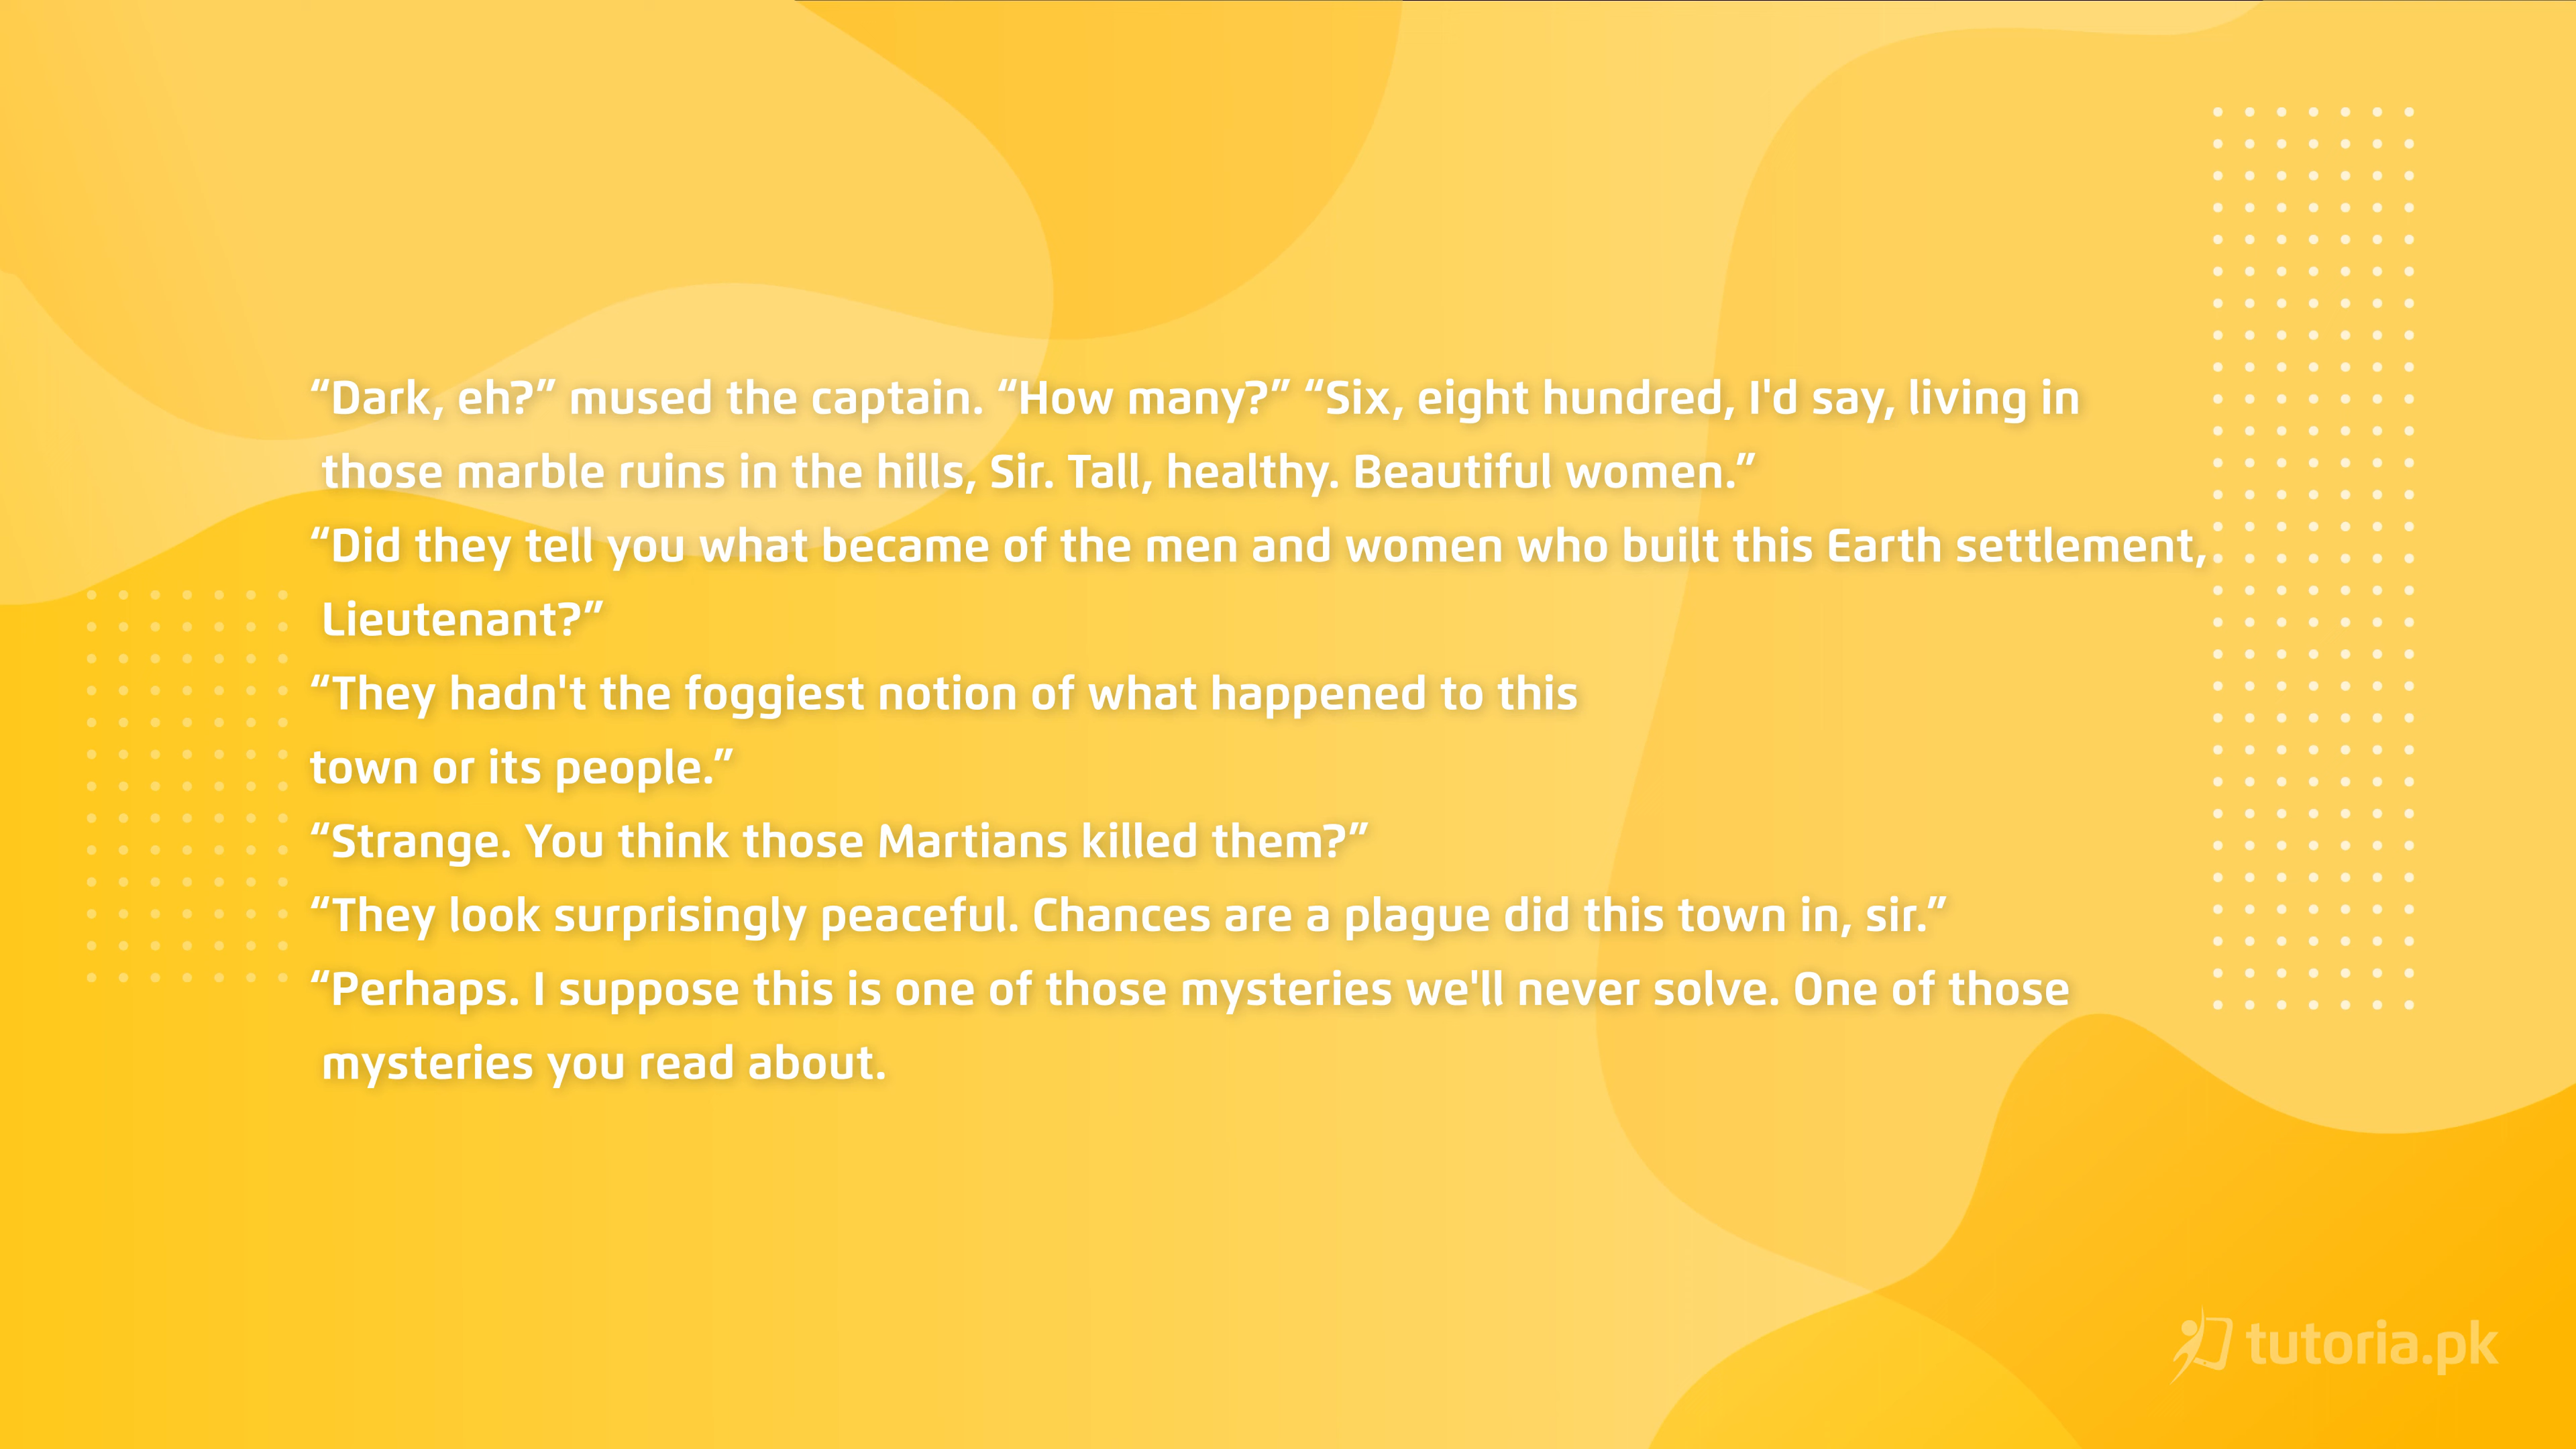 “Dark, eh?” mused the captain. “How many?” “Six, eight hundred, I'd say, living in
those marble ruins in the hills, Sir. Tall, healthy. Beautiful women.”
“Did they tell you what became of the men and women who built this Earth settlement,
Lieutenant?”
“They hadn't the foggiest notion of what happened to this
town or its people.”
“Strange. You think those Martians killed them?”
“They look surprisingly peaceful. Chances are a plague did this town in, sir.”
“Perhaps. I suppose this is one of those mysteries we'll never solve. One of those
mysteries you read about.
tutoria.pk